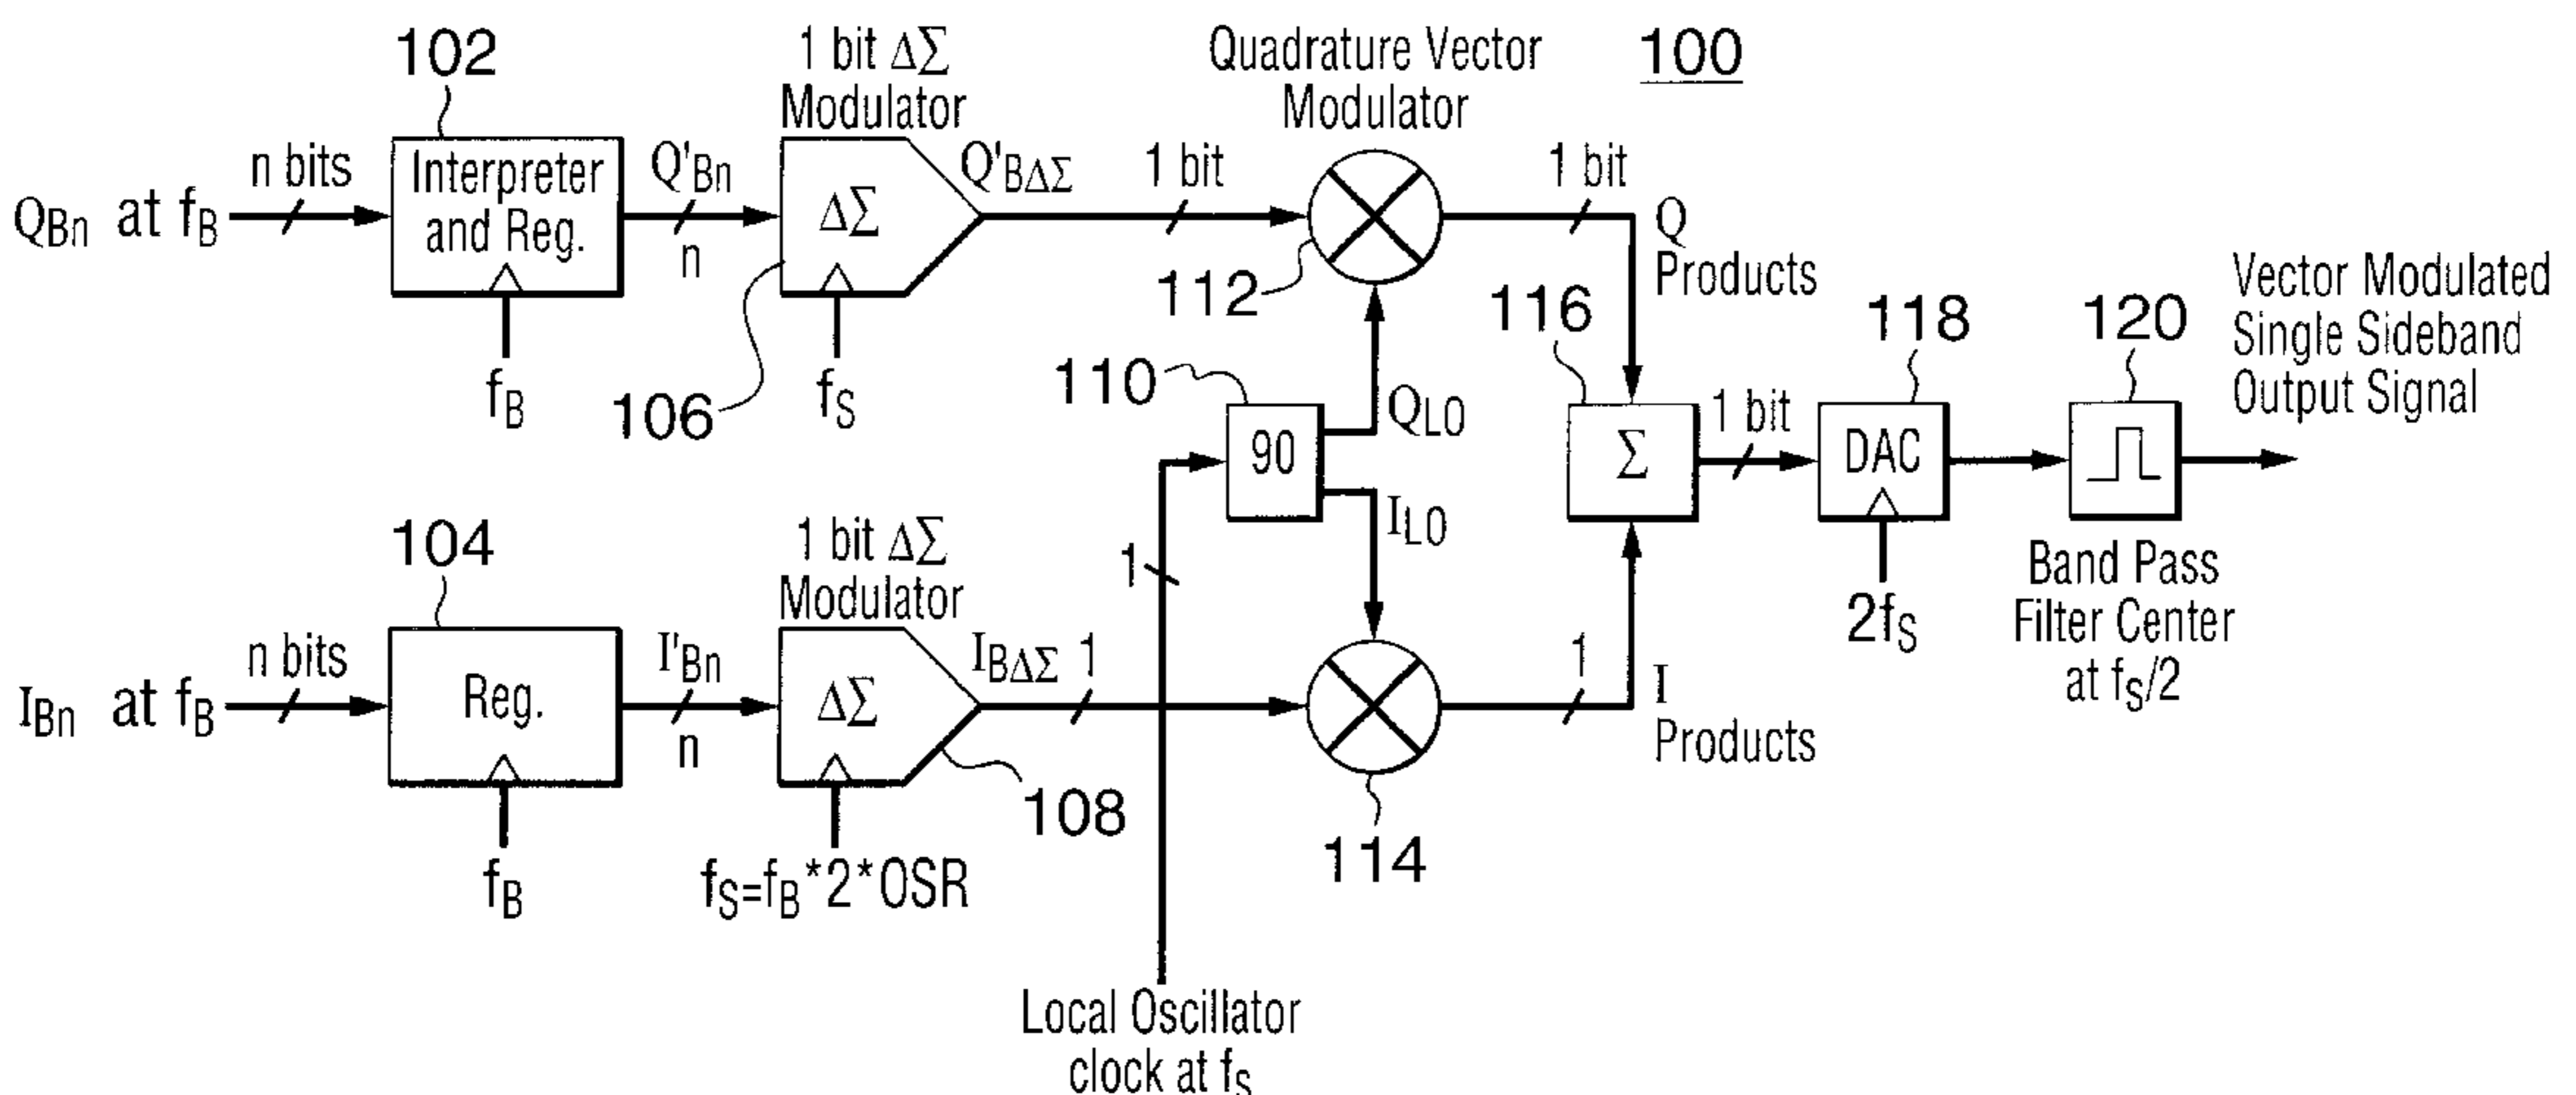 102
1 bit ΔΣ
Modulator
Quadrature Vector
Modulator
100
QBn at fB
n bits
Interpreter
and Reg.
Q'Bn
n
ΔΣ
Q'BΔΣ
1 bit
112
1 bit
Q
Products
fB
106
fS
110
90
QLO
ILO
116
Σ
1 bit
118
DAC
2fS
120
Vector Modulated
Single Sideband
Output Signal
Band Pass
Filter Center
at fS/2
104
1 bit ΔΣ
Modulator
1
IBn at fB
n bits
Reg.
I'Bn
n
ΔΣ
IBΔΣ
1
1
I
Products
fB
fS=fB*2*OSR
108
114
Local Oscillator
clock at fS